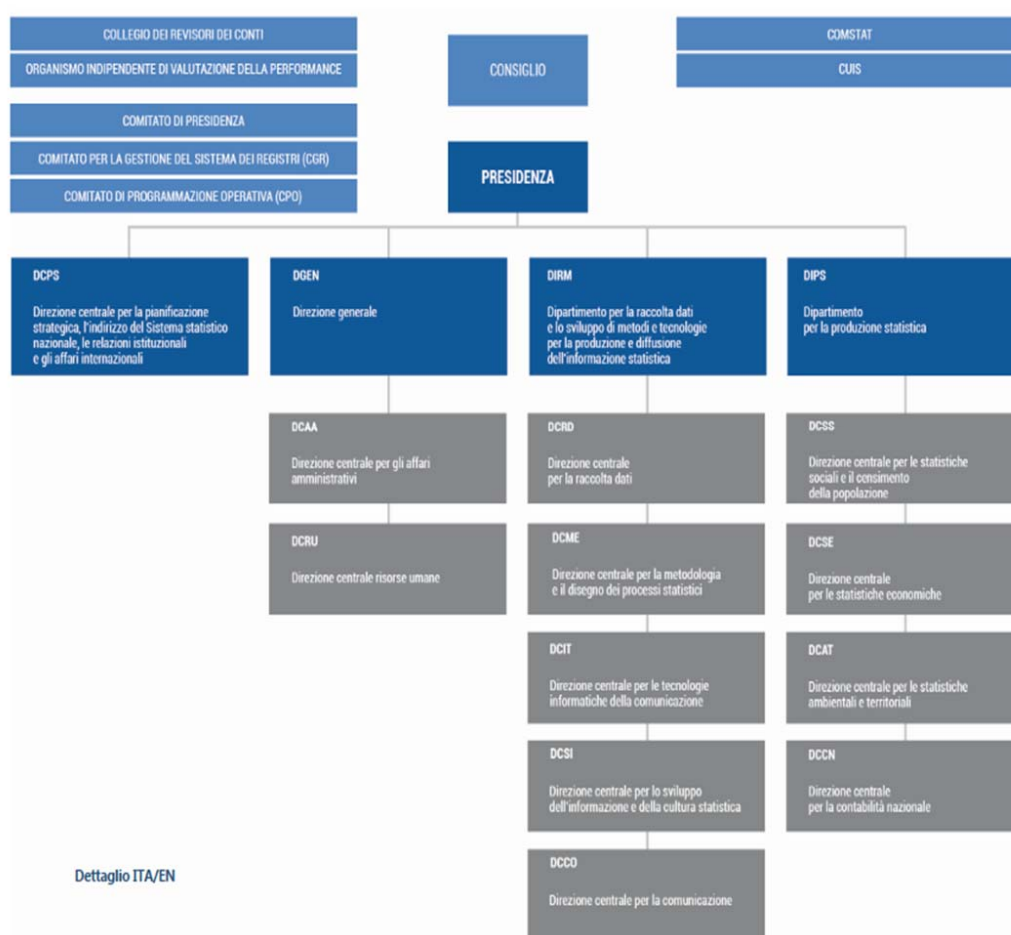 COLLEGIO DEI REVISORI DEI CONTI
ORGANISMO INDIPENDENTE DI VALUTAZIONE DELLA PERFORMANCE
COMITATO DI PRESIDENZA
COMITATO PER LA GESTIONE DEL SISTEMA DEI REGISTRI (CGR)
COMITATO DI PROGRAMMAZIONE OPERATIVA (CPO)
CONSIGLIO
PRESIDENZA
COMSTAT
CUIS
DCPS
Direzione centrale per la pianificazione
strategica, l'indirizzo del Sistema statistico
nazionale, le relazioni istituzionali
e gli affari internazionali
DGEN
Direzione generale
DIRM
Dipartimento per la raccolta dati
e lo sviluppo di metodi e tecnologie
per la produzione e diffusione
dell'informazione statistica
DIPS
Dipartimento
per la produzione statistica
DCAA
Direzione centrale per gli affari
amministrativi
DCRU
Direzione centrale risorse umane
DCRD
Direzione centrale
per la raccolta dati
DCME
Direzione centrale per la metodologia
e il disegno dei processi statistici
DCIT
Direzione centrale per le tecnologie
informatiche della comunicazione
DCSI
Direzione centrale per lo sviluppo
dell'informazione e della cultura statistica
DCCO
Direzione centrale per la comunicazione
DCSS
Direzione centrale per le statistiche
sociali e il censimento
della popolazione
DCSE
Direzione centrale
per le statistiche economiche
DCAT
Direzione centrale per le statistiche
ambientali e territoriali
DCCN
Direzione centrale
per la contabilità nazionale
Dettaglio ITA/EN